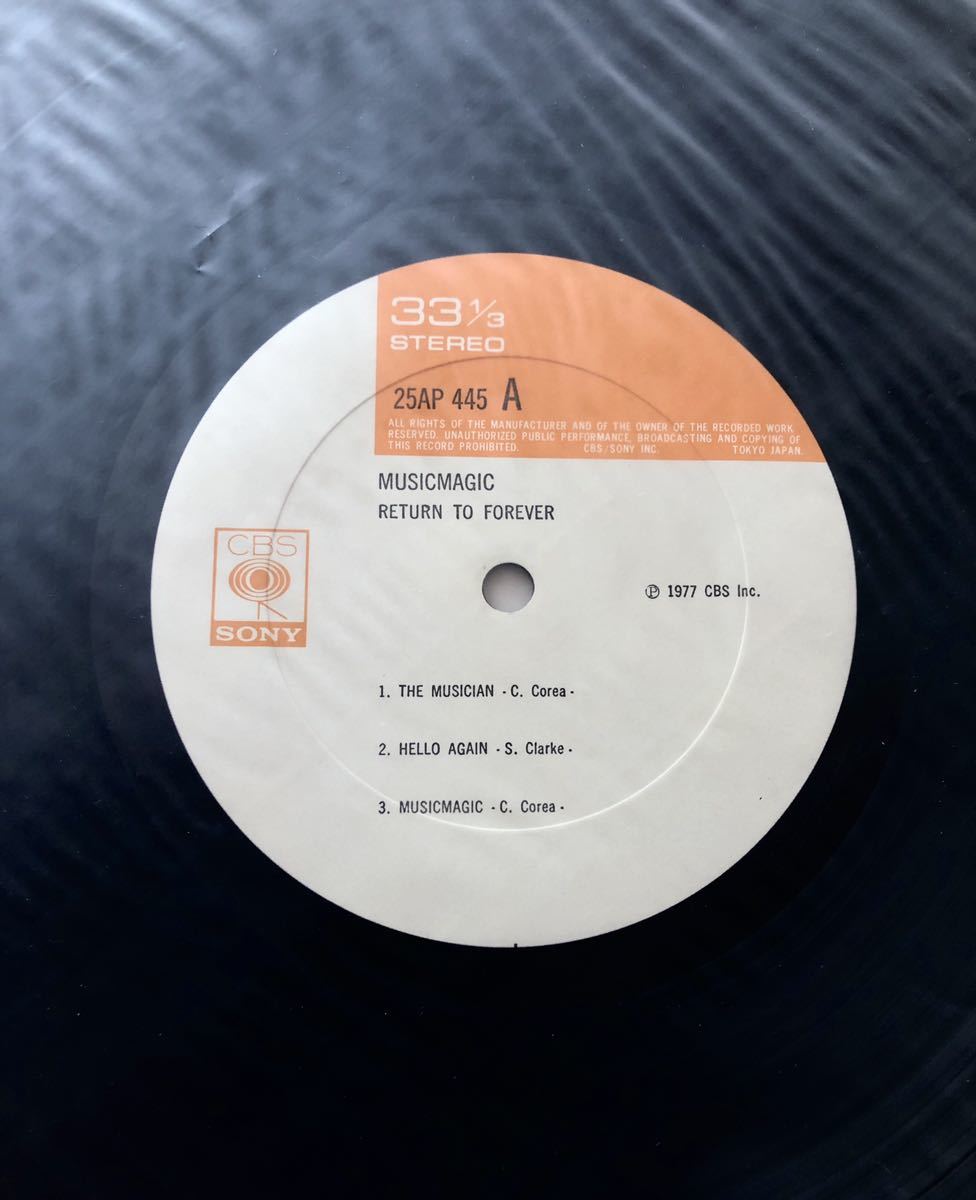 33 1/3
STEREO
25AP 445 A
ALL RIGHTS OF THE MANUFACTURER AND OF THE OWNER OF THE RECORDED WORK
RESERVED. UNAUTHORIZED PUBLIC PERFORMANCE, BROADCASTING AND COPYING OF
THIS RECORD PROHIBITED. CBS/SONY INC. TOKYO JAPAN.
MUSICMAGIC
RETURN TO FOREVER
CBS
SONY
℗ 1977 CBS Inc.
1. THE MUSICIAN - C. Corea -
2. HELLO AGAIN - S. Clarke -
3. MUSICMAGIC - C. Corea -